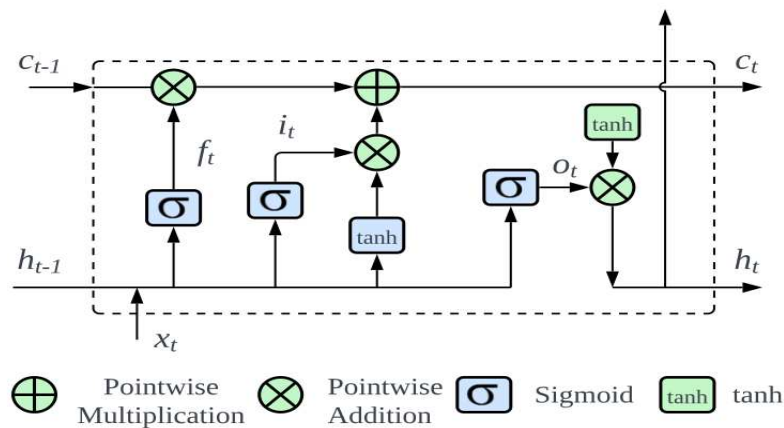 c_{t-1}
c_t
i_t
tanh
f_t
o_t
σ
σ
σ
tanh
h_{t-1}
h_t
x_t
Pointwise Multiplication
Pointwise Addition
σ
Sigmoid
tanh
tanh